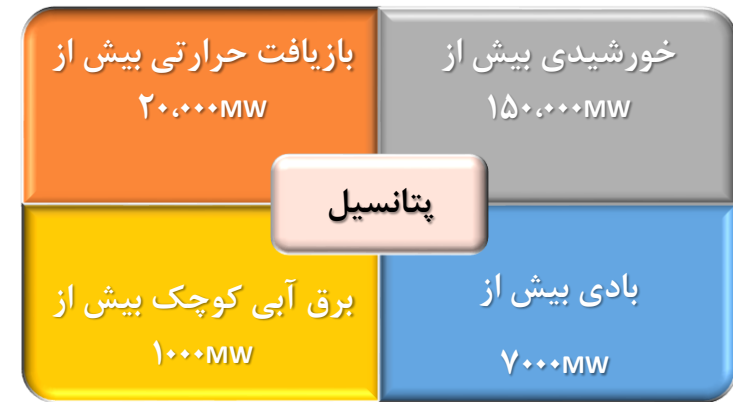 خورشیدی بیش از
۱۵۰،۰۰۰MW
بازیافت حرارتی بیش از
۲۰،۰۰۰MW
پتانسیل
بادی بیش از
۷۰۰۰MW
برق آبی کوچک بیش از
۱۰۰۰MW